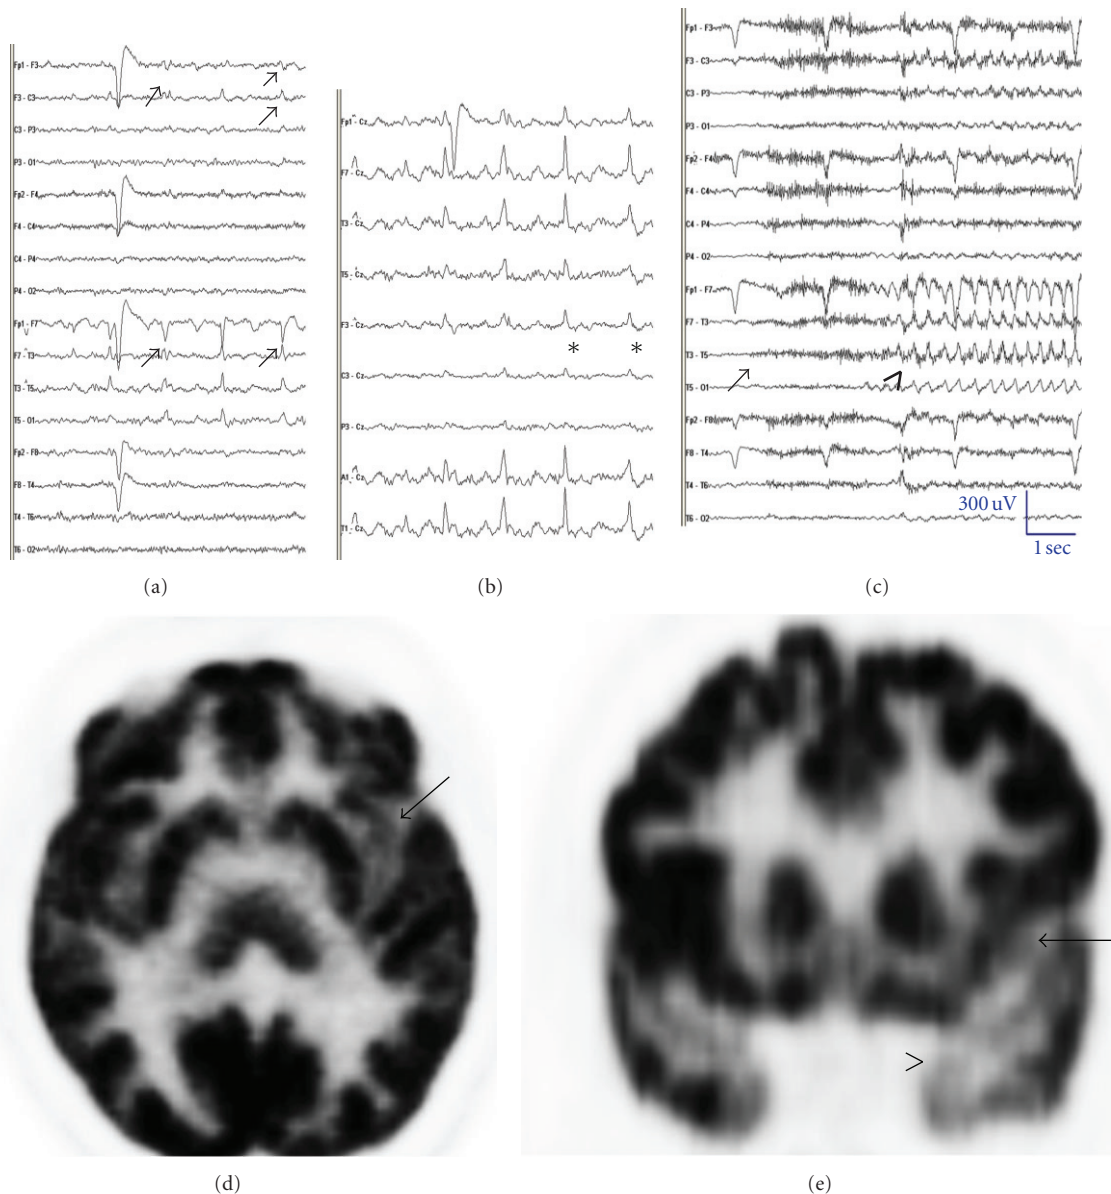 Fp1 - F3
F3 - C3
C3 - P3
P3 - O1
Fp2 - F4
F4 - C4
C4 - P4
P4 - O2
Fp1 - F7
F7 - T3
T3 - T5
T5 - O1
Fp2 - F8
F8 - T4
T4 - T6
T6 - O2
(a)
Fp1 - Cz
F7 - Cz
T3 - Cz
T5 - Cz
F3 - Cz
* *
C3 - Cz
P3 - Cz
A1 - Cz
T1 - Cz
(b)
Fp1 - F3
F3 - C3
C3 - P3
P3 - O1
Fp2 - F4
F4 - C4
C4 - P4
P4 - O2
Fp1 - F7
F7 - T3
T3 - T5
T5 - O1
Fp2 - F8
F8 - T4
T4 - T6
T6 - O2
300 uV
1 sec
(c)
(d)
(e)